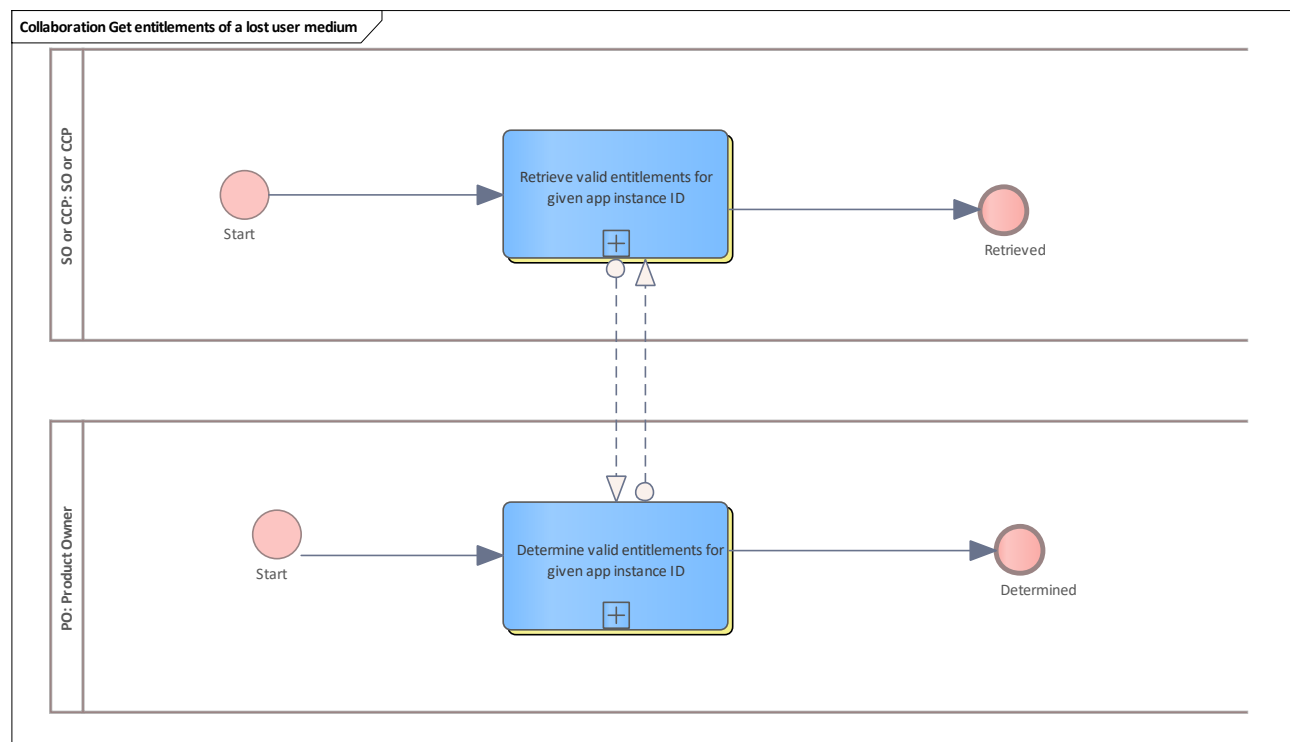 Collaboration Get entitlements of a lost user medium
SO or CCP: SO or CCP
Retrieve valid entitlements for
given app instance ID
Start
Retrieved
PO: Product Owner
Determine valid entitlements for
given app instance ID
Start
Determined